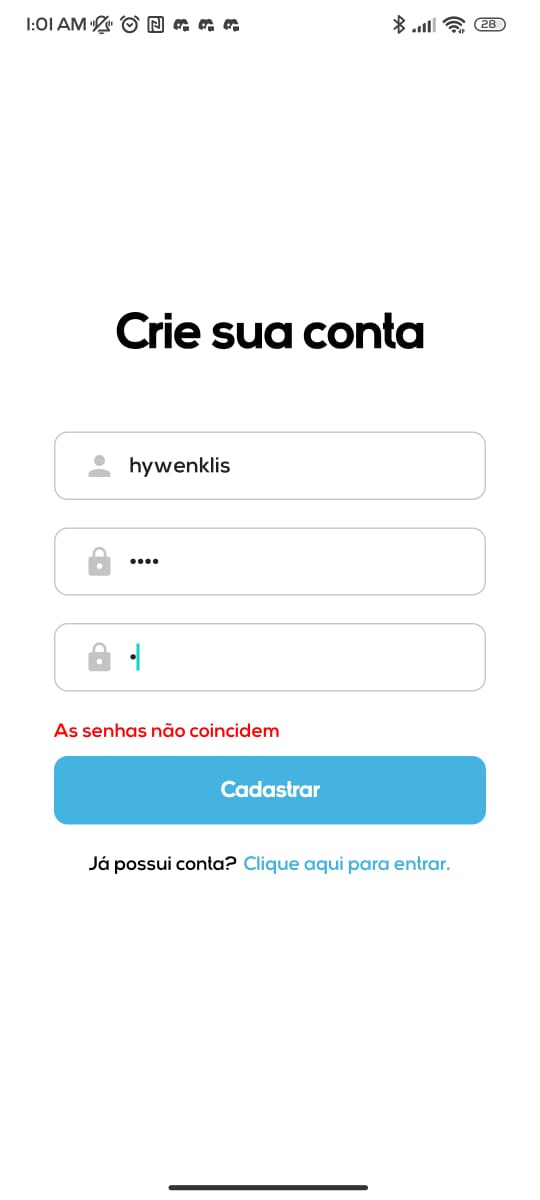 1:01 AM
28
Crie sua conta
hywenklis
••••
•
As senhas não coincidem
Cadastrar
Já possui conta? Clique aqui para entrar.